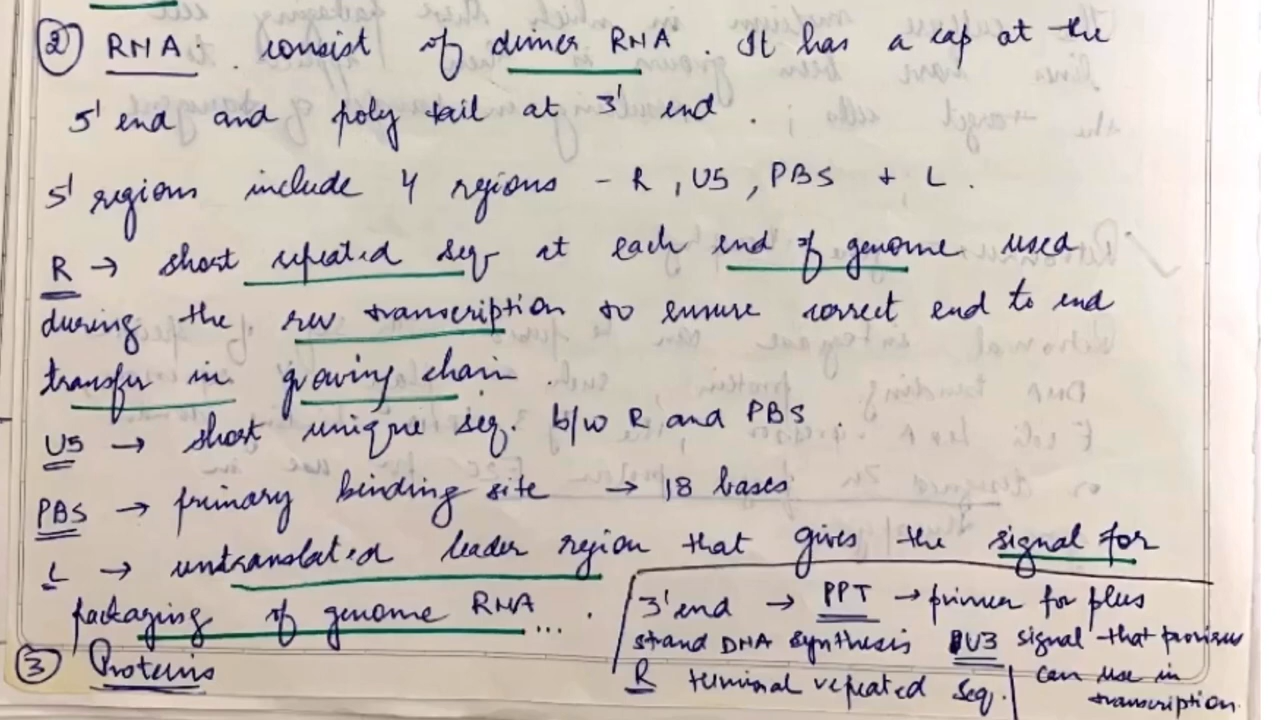 ② RNA : consist of dimer RNA . It has a cap at the
5' end and poly tail at 3' end .
5' regions include 4 regions - R , U5 , PBS + L .
R → short repeated seq at each end of genome used
during the rev transcription to ensure correct end to end
transfer in growing chain .
U5 → short unique seq. b/w R and PBS .
PBS → primary binding site → 18 bases
L → untranslated leader region that gives the signal for
packaging of genome RNA ...
3' end → PPT → primer for plus
strand DNA synthesis U3 signal that
R terminal repeated seq.
can use in
transcription.
③ Proteins